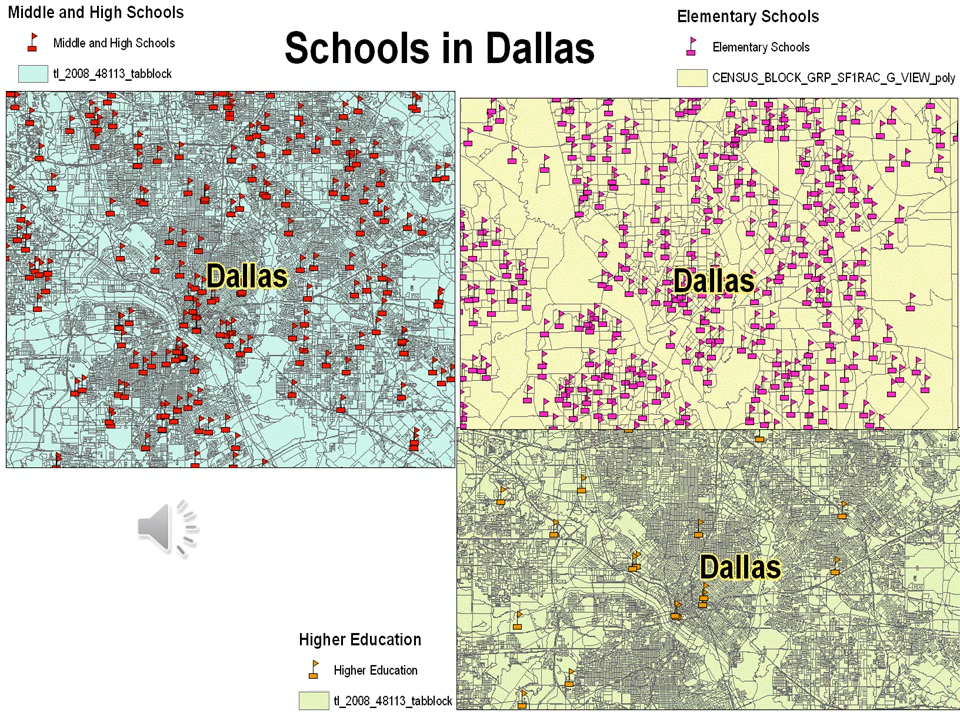 Middle and High Schools
Middle and High Schools
tl_2008_48113_tabblock
Schools in Dallas
Elementary Schools
Elementary Schools
CENSUS_BLOCK_GRP_SF1RAC_G_VIEW_poly
Dallas
Dallas
Dallas
Higher Education
Higher Education
tl_2008_48113_tabblock